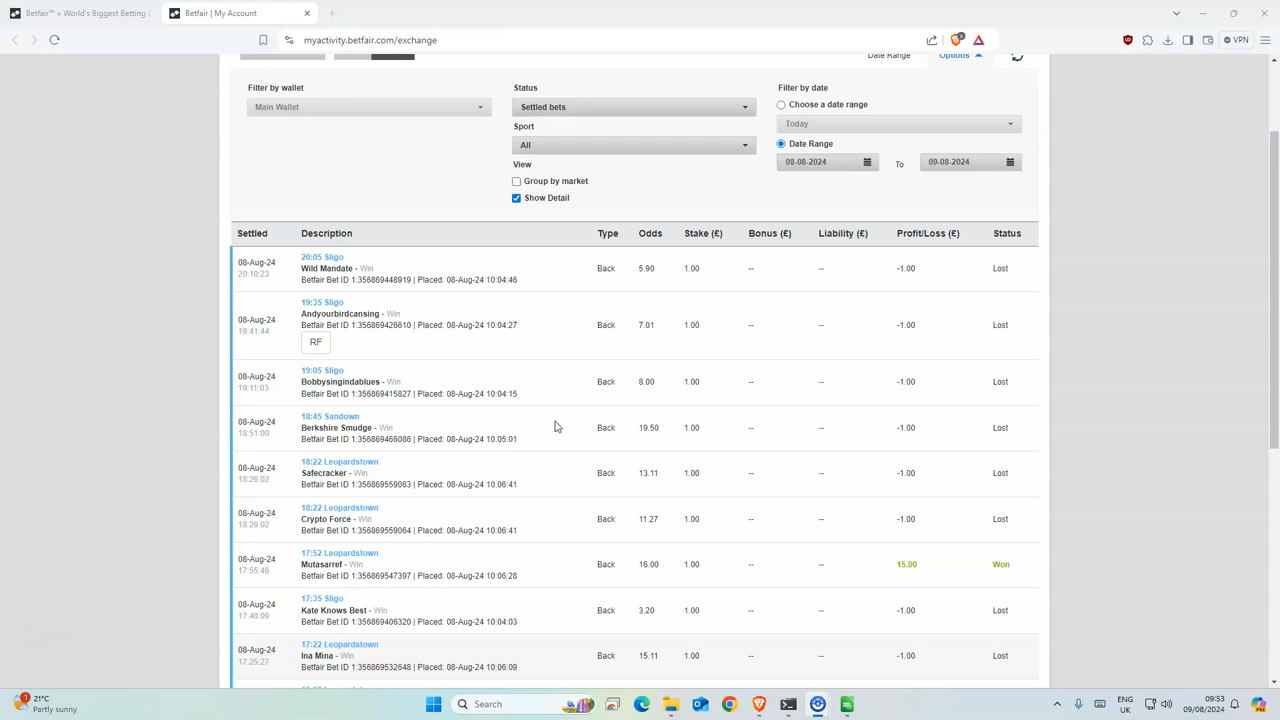 Betfair™ » World's Biggest Betting
Betfair | My Account
myactivity.betfair.com/exchange
VPN
Date Range
Options
Filter by wallet
Status
Filter by date
Main Wallet
Settled bets
Choose a date range
Sport
Today
All
Date Range
View
08-08-2024
To
09-08-2024
Group by market
Show Detail
Settled Description Type Odds Stake (£) Bonus (£) Liability (£) Profit/Loss (£) Status
20:05 Sligo
08-Aug-24 Wild Mandate - Win Back 5.90 1.00 -- -- -1.00 Lost
20:10:23 Betfair Bet ID 1:356869448919 | Placed: 08-Aug-24 10:04:46
19:35 Sligo
Andyourbirdcansing - Win
08-Aug-24 Betfair Bet ID 1:356869426610 | Placed: 08-Aug-24 10:04:27 Back 7.01 1.00 -- -- -1.00 Lost
19:41:44
RF
19:05 Sligo
08-Aug-24 Bobbysingindablues - Win Back 8.00 1.00 -- -- -1.00 Lost
19:11:03 Betfair Bet ID 1:356869415827 | Placed: 08-Aug-24 10:04:15
18:45 Sandown
08-Aug-24 Berkshire Smudge - Win Back 19.50 1.00 -- -- -1.00 Lost
18:51:00 Betfair Bet ID 1:356869466086 | Placed: 08-Aug-24 10:05:01
18:22 Leopardstown
08-Aug-24 Safecracker - Win Back 13.11 1.00 -- -- -1.00 Lost
18:26:02 Betfair Bet ID 1:356869559063 | Placed: 08-Aug-24 10:06:41
18:22 Leopardstown
08-Aug-24 Crypto Force - Win Back 11.27 1.00 -- -- -1.00 Lost
18:26:02 Betfair Bet ID 1:356869559064 | Placed: 08-Aug-24 10:06:41
17:52 Leopardstown
08-Aug-24 Mutasarref - Win Back 16.00 1.00 -- -- 15.00 Won
17:55:46 Betfair Bet ID 1:356869547397 | Placed: 08-Aug-24 10:06:28
17:35 Sligo
08-Aug-24 Kate Knows Best - Win Back 3.20 1.00 -- -- -1.00 Lost
17:40:09 Betfair Bet ID 1:356869406320 | Placed: 08-Aug-24 10:04:03
17:22 Leopardstown
08-Aug-24 Ina Mina - Win Back 15.11 1.00 -- -- -1.00 Lost
17:25:27 Betfair Bet ID 1:356869532648 | Placed: 08-Aug-24 10:06:09
21°C
Partly sunny
Search
ENG
UK
09:53
09/08/2024